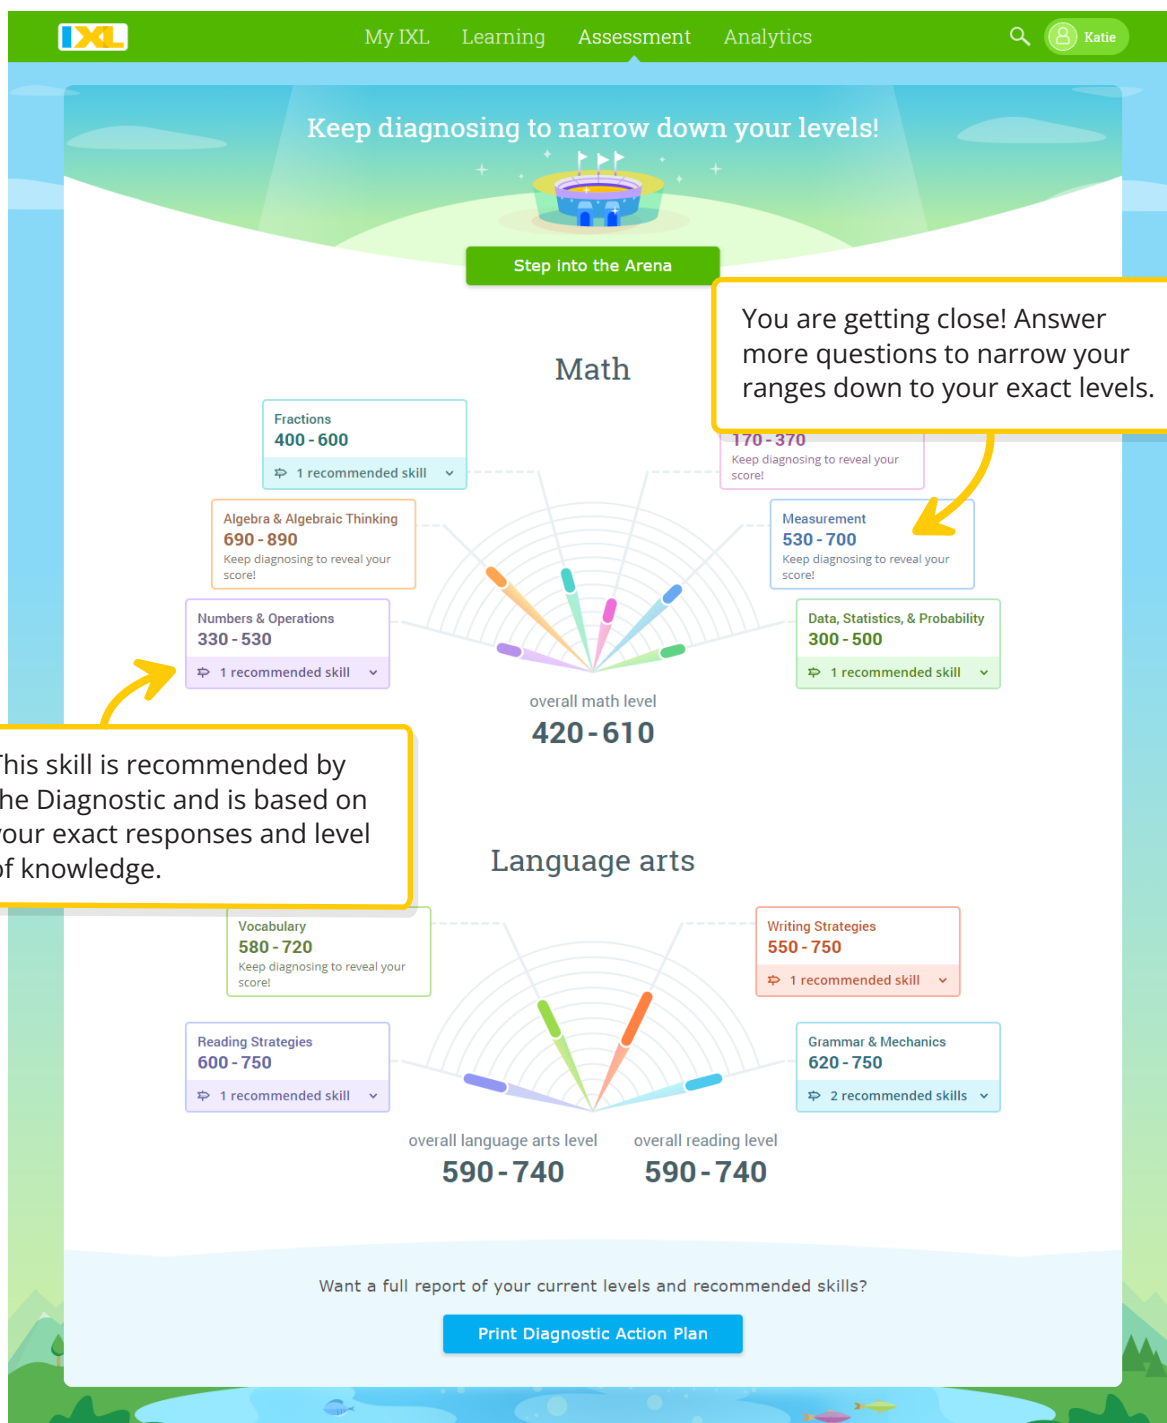 IXL
My IXL Learning Assessment Analytics
Katie
Keep diagnosing to narrow down your levels!
Step into the Arena
You are getting close! Answer
more questions to narrow your
ranges down to your exact levels.
Math
Fractions
400 - 600
1 recommended skill
170 - 370
Keep diagnosing to reveal your
score!
Algebra & Algebraic Thinking
690 - 890
Keep diagnosing to reveal your
score!
Measurement
530 - 700
Keep diagnosing to reveal your
score!
Numbers & Operations
330 - 530
1 recommended skill
Data, Statistics, & Probability
300 - 500
1 recommended skill
overall math level
420 - 610
This skill is recommended by
the Diagnostic and is based on
your exact responses and level
of knowledge.
Language arts
Vocabulary
580 - 720
Keep diagnosing to reveal your
score!
Writing Strategies
550 - 750
1 recommended skill
Reading Strategies
600 - 750
1 recommended skill
Grammar & Mechanics
620 - 750
2 recommended skills
overall language arts level
590 - 740
overall reading level
590 - 740
Want a full report of your current levels and recommended skills?
Print Diagnostic Action Plan